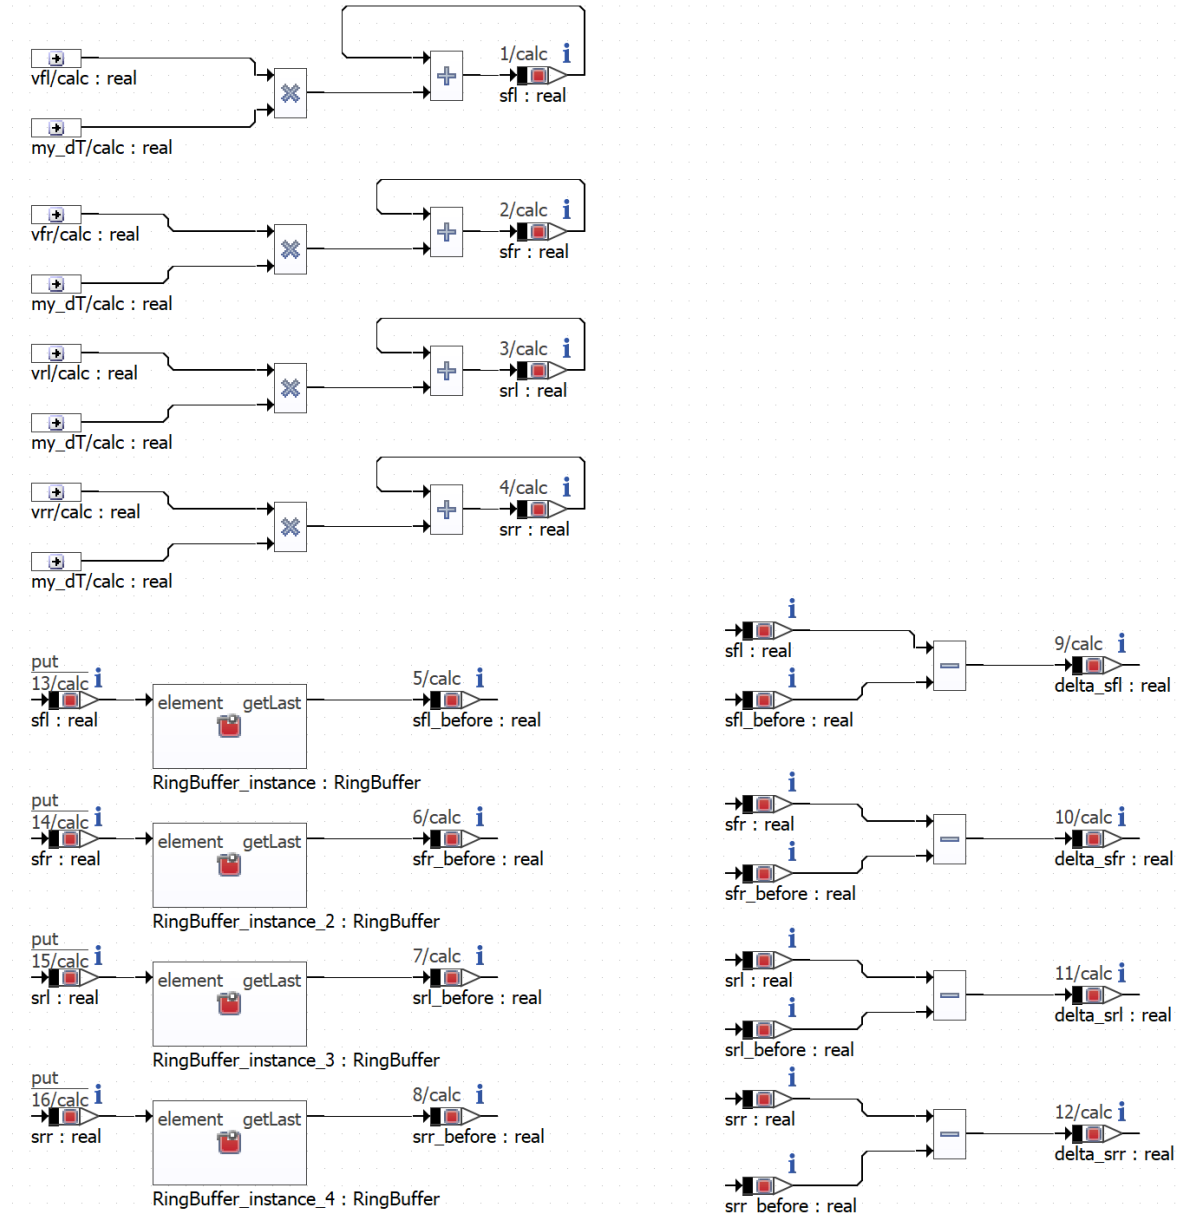 1/calc
vfl/calc : real
sfl : real
my_dT/calc : real
2/calc
vfr/calc : real
sfr : real
my_dT/calc : real
3/calc
vrl/calc : real
srl : real
my_dT/calc : real
4/calc
vrr/calc : real
srr : real
my_dT/calc : real
put
13/calc
sfl : real
element getLast
5/calc
sfl_before : real
RingBuffer_instance : RingBuffer
put
14/calc
sfr : real
element getLast
6/calc
sfr_before : real
RingBuffer_instance_2 : RingBuffer
put
15/calc
srl : real
element getLast
7/calc
srl_before : real
RingBuffer_instance_3 : RingBuffer
put
16/calc
srr : real
element getLast
8/calc
srr_before : real
RingBuffer_instance_4 : RingBuffer
sfl : real
9/calc
delta_sfl : real
sfl_before : real
sfr : real
10/calc
delta_sfr : real
sfr_before : real
srl : real
11/calc
delta_srl : real
srl_before : real
srr : real
12/calc
delta_srr : real
srr_before : real